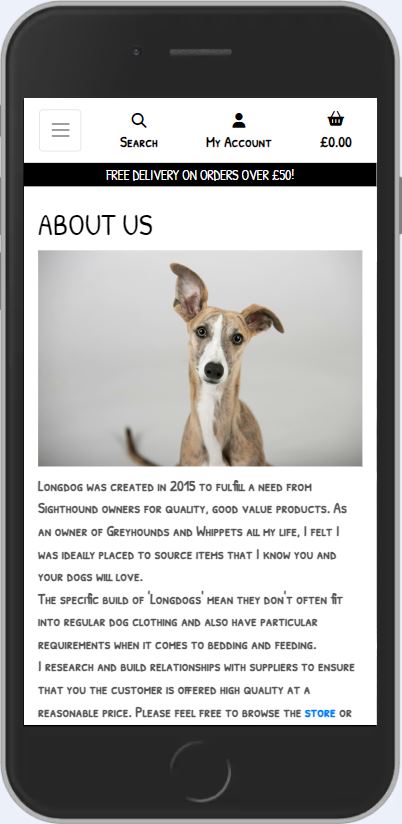 Search
My Account
£0.00
FREE DELIVERY ON ORDERS OVER £50!
ABOUT US
Longdog was created in 2015 to fulfill a need from
Sighthound owners for quality, good value products. As
an owner of Greyhounds and Whippets all my life, I felt I
was ideally placed to source items that I know you and
your dogs will love.
The specific build of 'Longdogs' mean they don't often fit
into regular dog clothing and also have particular
requirements when it comes to bedding and feeding.
I research and build relationships with suppliers to ensure
that you the customer is offered high quality at a
reasonable price. Please feel free to browse the store or